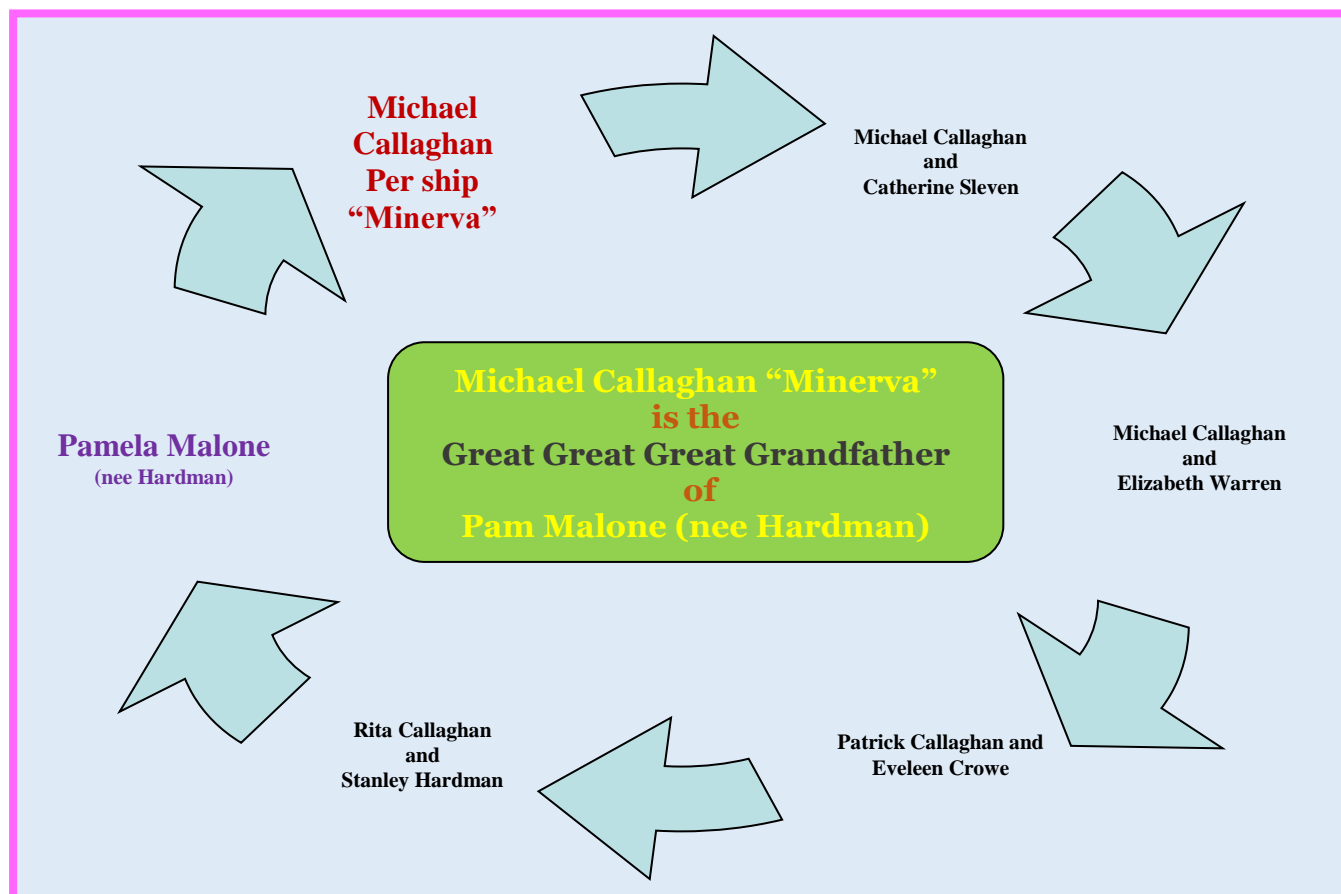 Michael
Callaghan
Per ship
“Minerva”
Michael Callaghan
and
Catherine Sleven
Michael Callaghan
and
Elizabeth Warren
Patrick Callaghan and
Eveleen Crowe
Rita Callaghan
and
Stanley Hardman
Pamela Malone
(nee Hardman)
Michael Callaghan “Minerva”
is the
Great Great Great Grandfather
of
Pam Malone (nee Hardman)